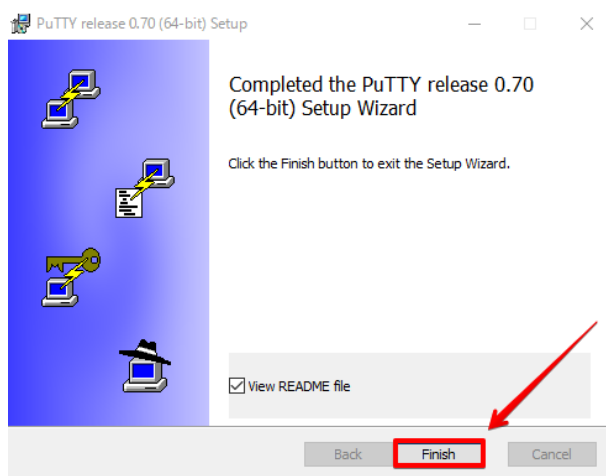 PuTTY release 0.70 (64-bit) Setup
Completed the PuTTY release 0.70
(64-bit) Setup Wizard
Click the Finish button to exit the Setup Wizard.
View README file
Back Finish Cancel